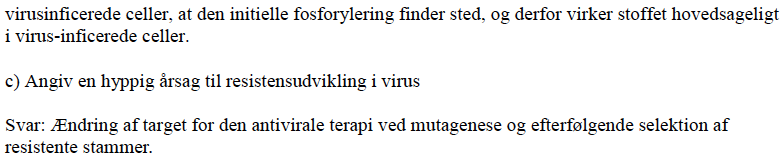 virusinficerede celler, at den initielle fosforylering finder sted, og derfor virker stoffet hovedsageligt
i virus-inficerede celler.
c) Angiv en hyppig årsag til resistensudvikling i virus
Svar: Ændring af target for den antivirale terapi ved mutagenese og efterfølgende selektion af
resistente stammer.